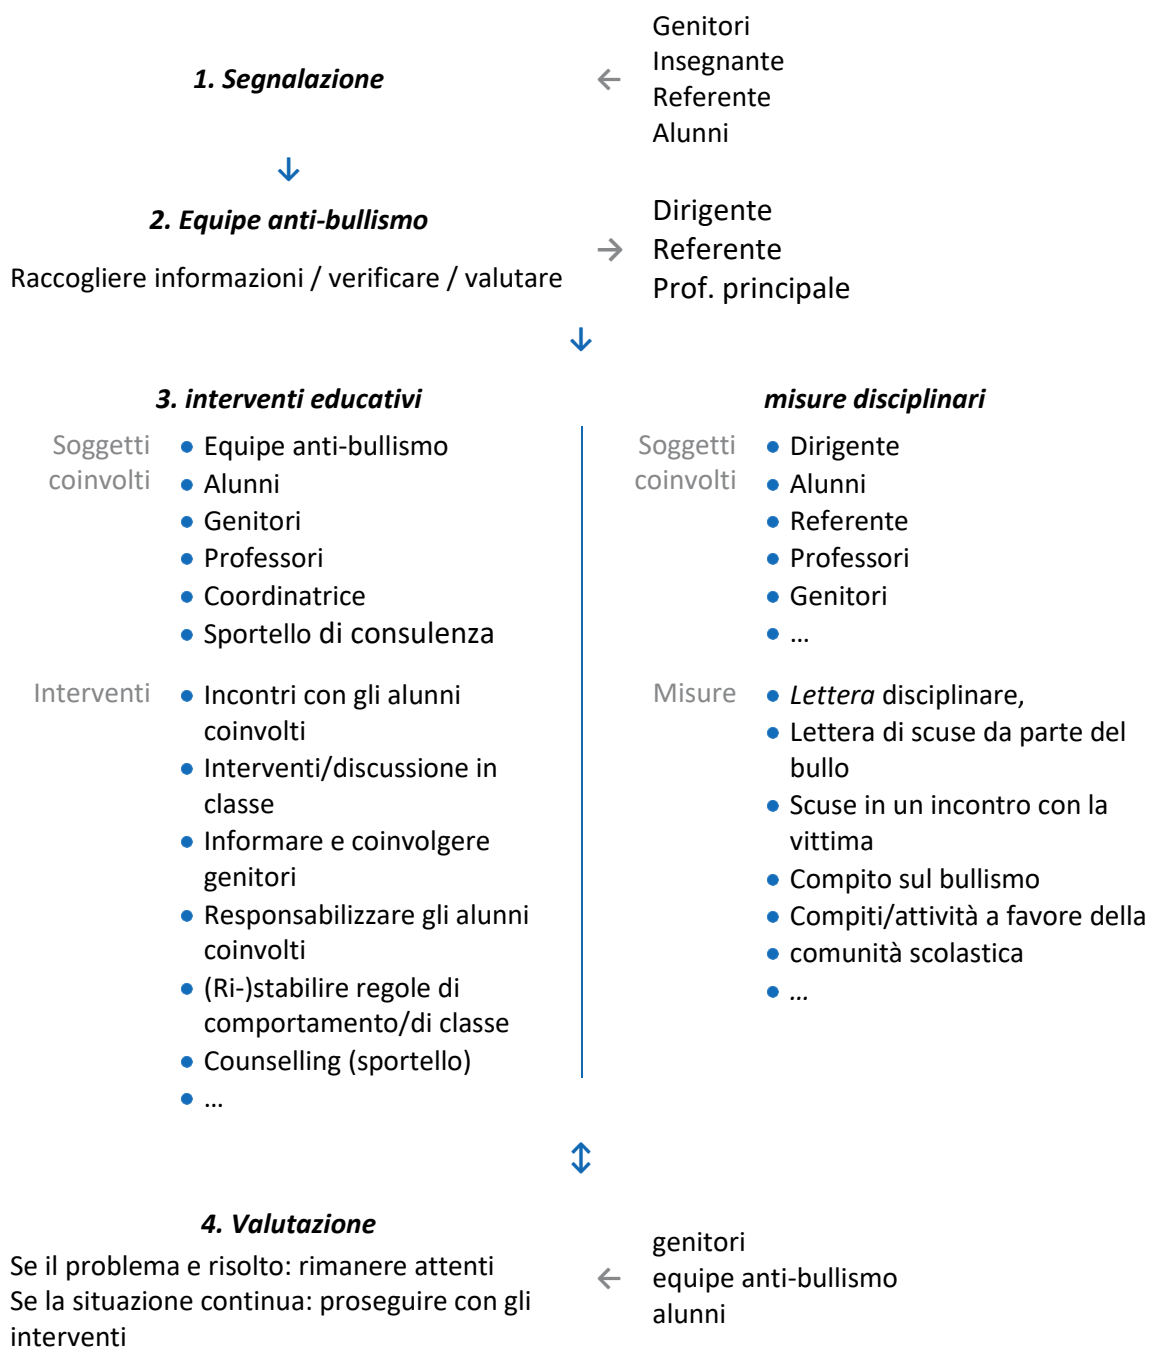 Genitori
Insegnante
1. Segnalazione
←
Referente
Alunni
↓
2. Equipe anti-bullismo
Raccogliere informazioni / verificare / valutare
→
Dirigente
Referente
Prof. principale
↓
3. interventi educativi
Soggetti
coinvolti
• Equipe anti-bullismo
• Alunni
• Genitori
• Professori
• Coordinatrice
• Sportello di consulenza
Interventi
• Incontri con gli alunni
coinvolti
• Interventi/discussione in
classe
• Informare e coinvolgere
genitori
• Responsabilizzare gli alunni
coinvolti
• (Ri-)stabilire regole di
comportamento/di classe
• Counselling (sportello)
• ...
misure disciplinari
Soggetti
coinvolti
• Dirigente
• Alunni
• Referente
• Professori
• Genitori
• ...
Misure
• Lettera disciplinare,
• Lettera di scuse da parte del
bullo
• Scuse in un incontro con la
vittima
• Compito sul bullismo
• Compiti/attività a favore della
• comunità scolastica
• ...
↕
4. Valutazione
Se il problema e risolto: rimanere attenti
Se la situazione continua: proseguire con gli
interventi
←
genitori
equipe anti-bullismo
alunni